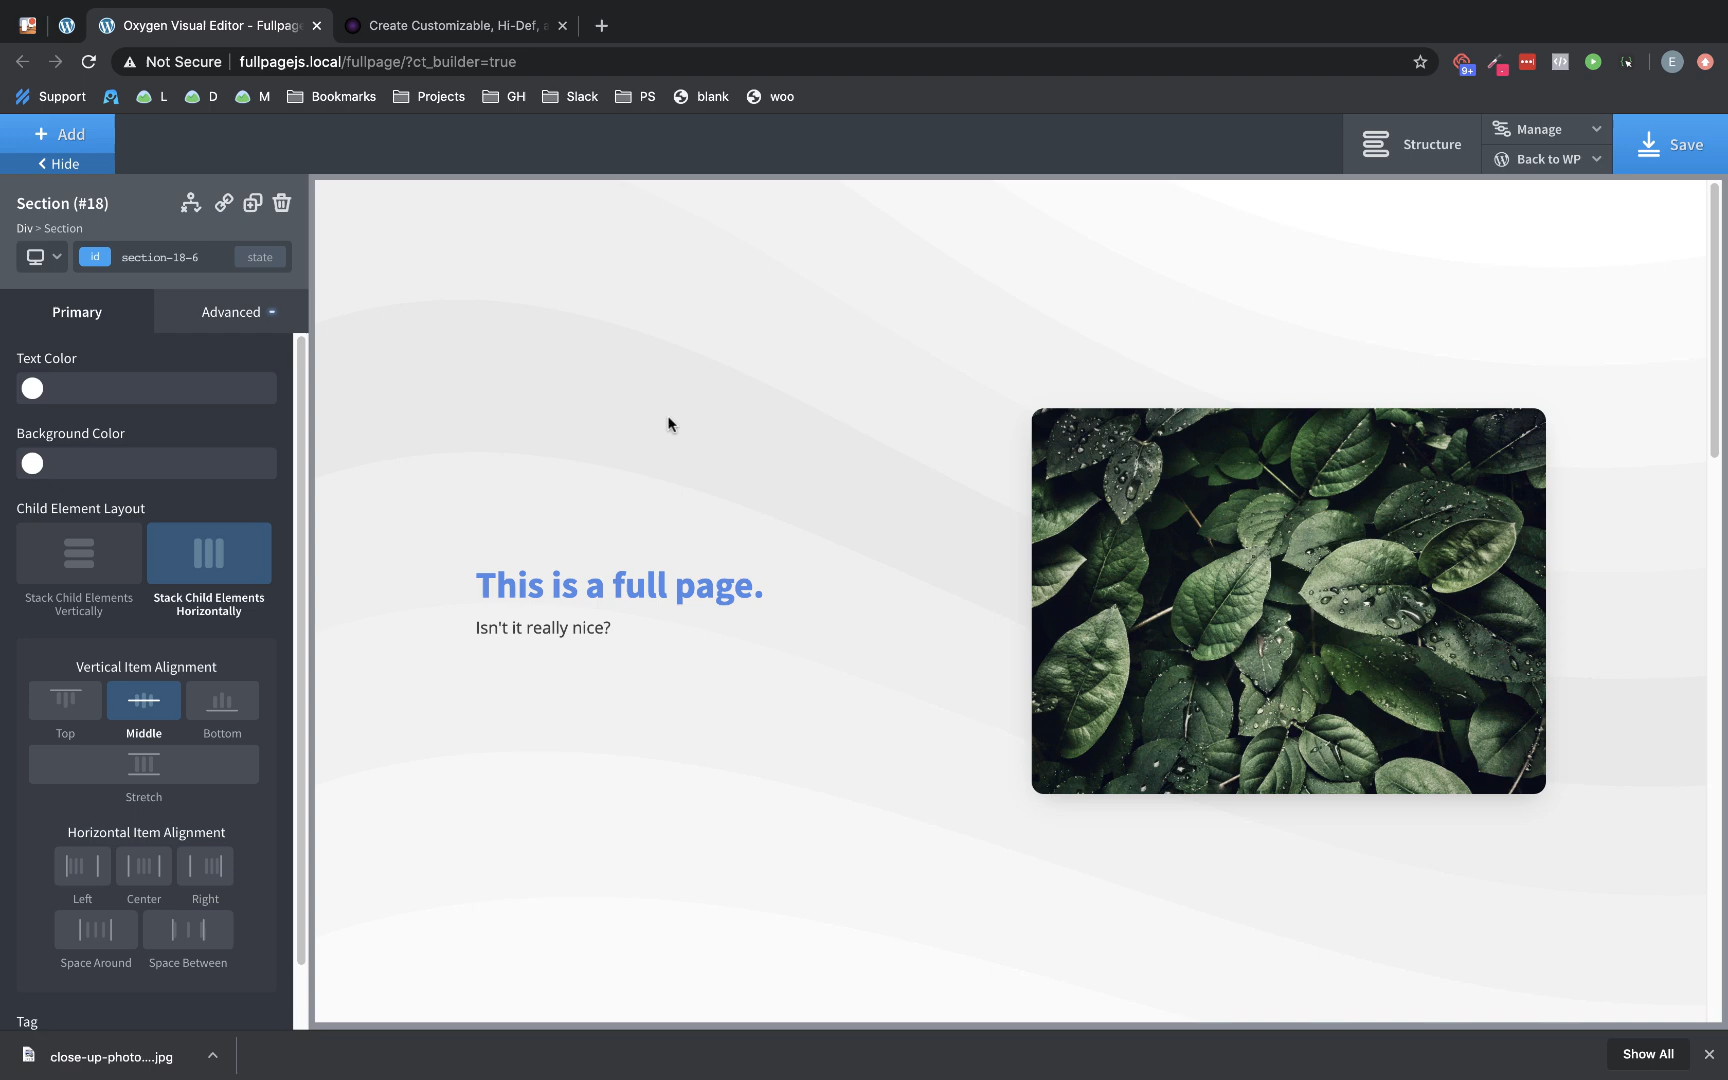 Oxygen Visual Editor - Fullpage
Create Customizable, Hi-Def, a
Not Secure
fullpagejs.local/fullpage/?ct_builder=true
9+
E
Support
L
D
M
Bookmarks
Projects
GH
Slack
PS
blank
woo
+ Add
Hide
Structure
Manage
Back to WP
Save
Section (#18)
Div > Section
id
section-18-6
state
Primary
Advanced
Text Color
Background Color
Child Element Layout
Stack Child Elements
Vertically
Stack Child Elements
Horizontally
Vertical Item Alignment
Top
Middle
Bottom
Stretch
Horizontal Item Alignment
Left
Center
Right
Space Around
Space Between
Tag
This is a full page.
Isn't it really nice?
close-up-photo....jpg
Show All